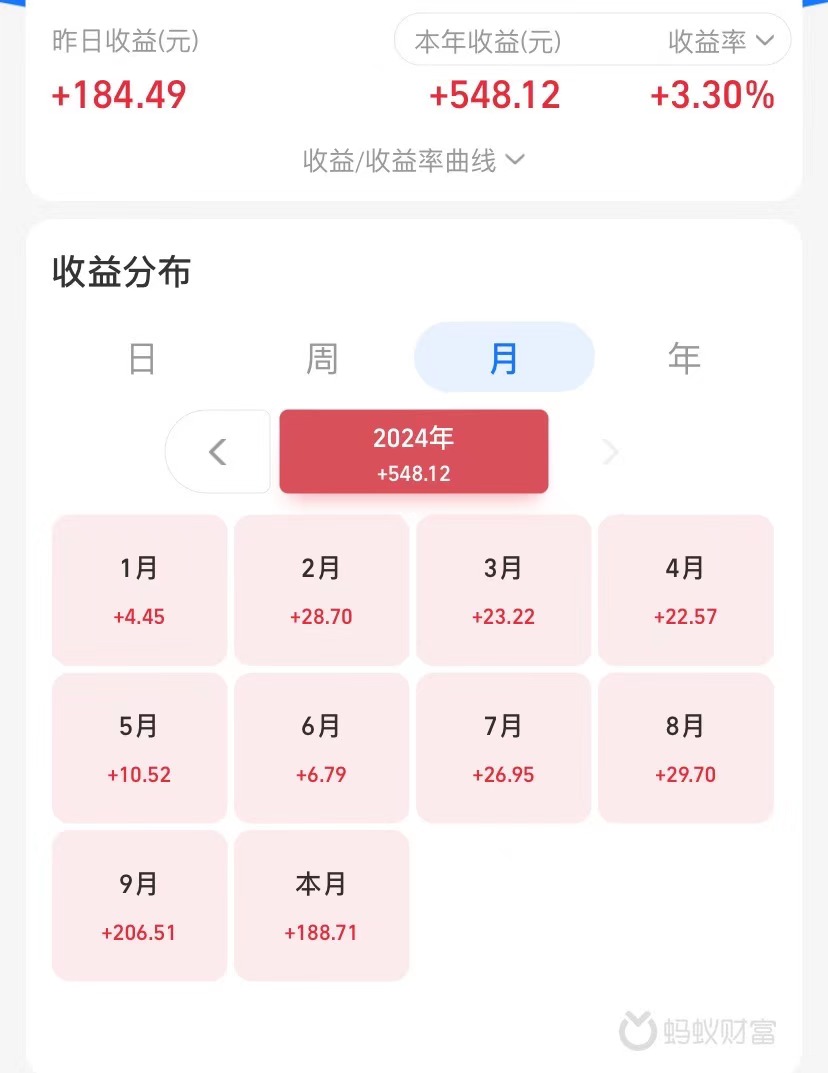 昨日收益(元) 本年收益(元) 收益率
+184.49 +548.12 +3.30%
收益/收益率曲线
收益分布
日 周 月 年
2024年
+548.12
1月 2月 3月 4月
+4.45 +28.70 +23.22 +22.57
5月 6月 7月 8月
+10.52 +6.79 +26.95 +29.70
9月 本月
+206.51 +188.71
蚂蚁财富